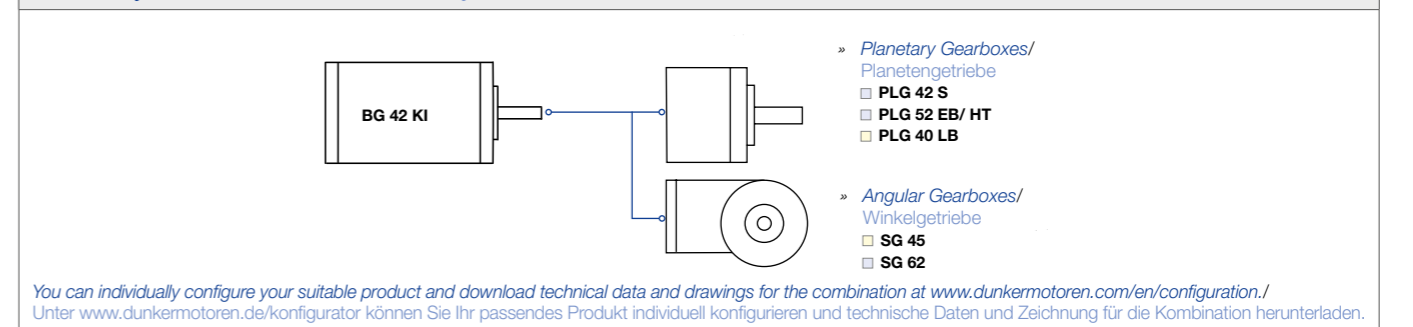 BG 42 KI
» Planetary Gearboxes/
Planetengetriebe
PLG 42 S
PLG 52 EB/ HT
PLG 40 LB
» Angular Gearboxes/
Winkelgetriebe
SG 45
SG 62
You can individually configure your suitable product and download technical data and drawings for the combination at www.dunkermotoren.com/en/configuration./
Unter www.dunkermotoren.de/konfigurator können Sie Ihr passendes Produkt individuell konfigurieren und technische Daten und Zeichnung für die Kombination herunterladen.